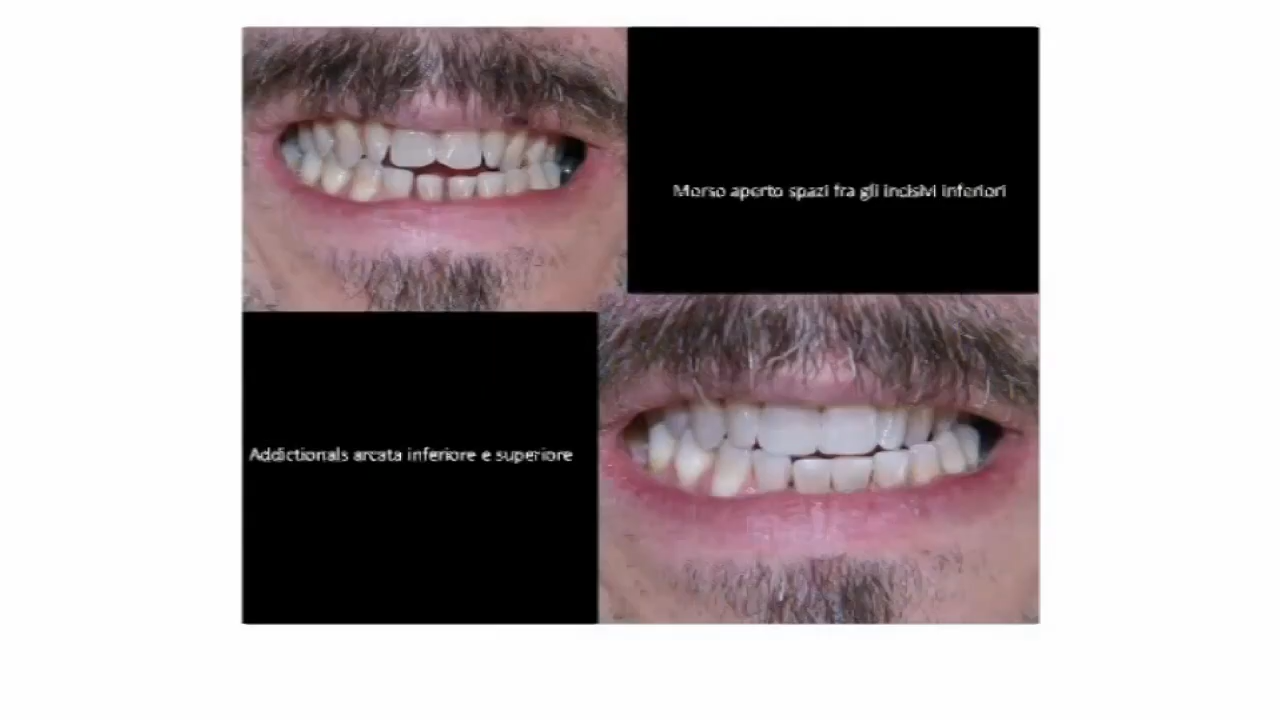 Morso aperto spazi fra gli incisivi inferiori
Addictionals arcata inferiore e superiore